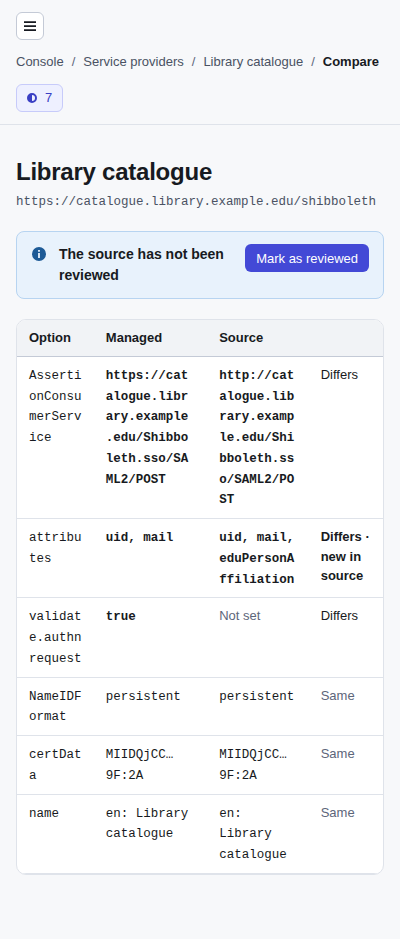 Console / Service providers / Library catalogue / Compare
7
Library catalogue
https://catalogue.library.example.edu/shibboleth
The source has not been
reviewed
Mark as reviewed
Option Managed Source
Asserti https://cat http://cat Differs
onConsu alogue.libr alogue.lib
merServ ary.example rary.examp
ice .edu/Shibbo le.edu/Shi
leth.sso/SA bboleth.ss
ML2/POST o/SAML2/PO
ST
attribu uid, mail uid, mail, Differs ·
tes eduPersonA new in
ffiliation source
validat true Not set Differs
e.authn
request
NameIDF persistent persistent Same
ormat
certDat MIIDQjCC… MIIDQjCC… Same
a 9F:2A 9F:2A
name en: Library en: Same
catalogue Library
catalogue